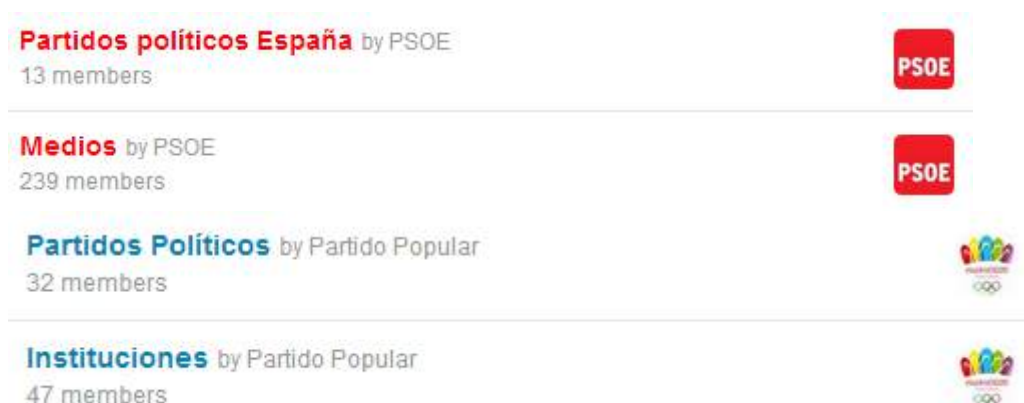 Partidos políticos España by PSOE
13 members
PSOE
Medios by PSOE
239 members
PSOE
Partidos Políticos by Partido Popular
32 members
Instituciones by Partido Popular
47 members